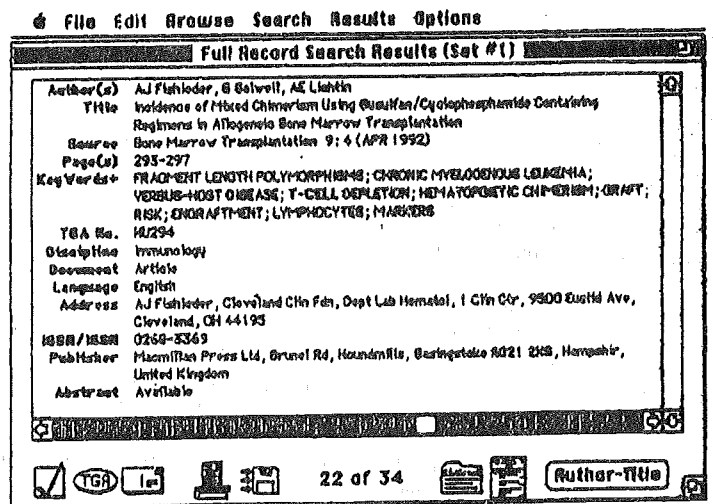 File Edit Browse Search Results Options
Full Record Search Results (Set #1)
Author(s) AJ Fishleder, G Bolwell, AE Lichtin
Title Incidence of Mixed Chimerism Using Busulfan/Cyclophosphamide Containing
Regimens in Allogeneic Bone Marrow Transplantation
Source Bone Marrow Transplantation 9: 4 (APR 1992)
Page(s) 293-297
KeyWords+ FRAGMENT LENGTH POLYMORPHISMS; CHRONIC MYELOGENOUS LEUKEMIA;
VERSUS-HOST DISEASE; T-CELL DEPLETION; HEMATOPOIETIC CHIMERISM; GRAFT;
RISK; ENGRAFTMENT; LYMPHOCYTES; MARKERS
TGA No. HU294
Discipline Immunology
Document Article
Language English
Address AJ Fishleder, Cleveland Clin Fdn, Dept Lab Hematol, 1 Clin Ctr, 9500 Euclid Ave,
Cleveland, OH 44195
ISSN/ISBN 0268-3369
Publisher Macmillan Press Ltd, Brunel Rd, Houndmills, Basingstoke RG21 2XS, Hampshir,
United Kingdom
Abstract Available
TGA
22 of 34
Author-Title